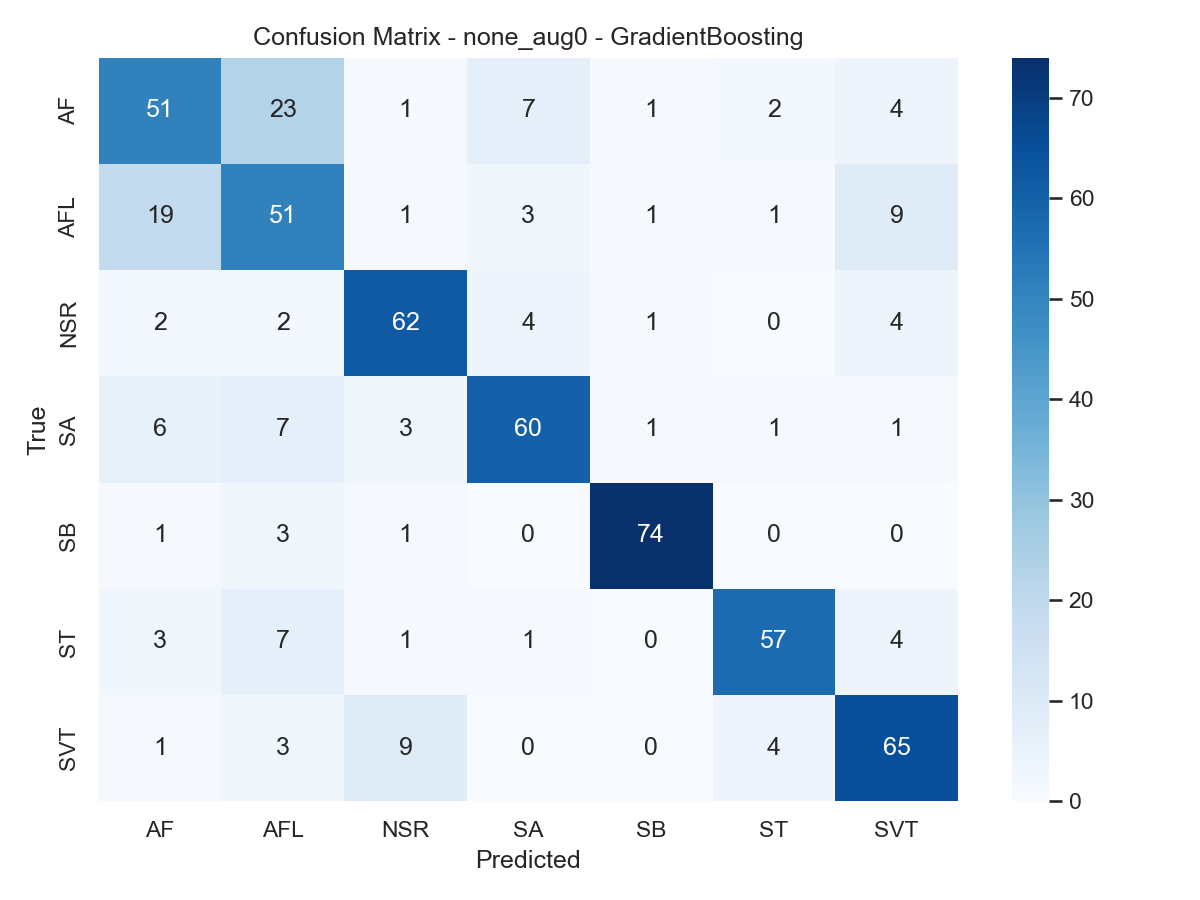 Confusion Matrix - none_aug0 - GradientBoosting
AF 51 23 1 7 1 2 4
AFL 19 51 1 3 1 1 9
NSR 2 2 62 4 1 0 4
SA 6 7 3 60 1 1 1
SB 1 3 1 0 74 0 0
ST 3 7 1 1 0 57 4
SVT 1 3 9 0 0 4 65
AF AFL NSR SA SB ST SVT
Predicted
True
70
60
50
40
30
20
10
0